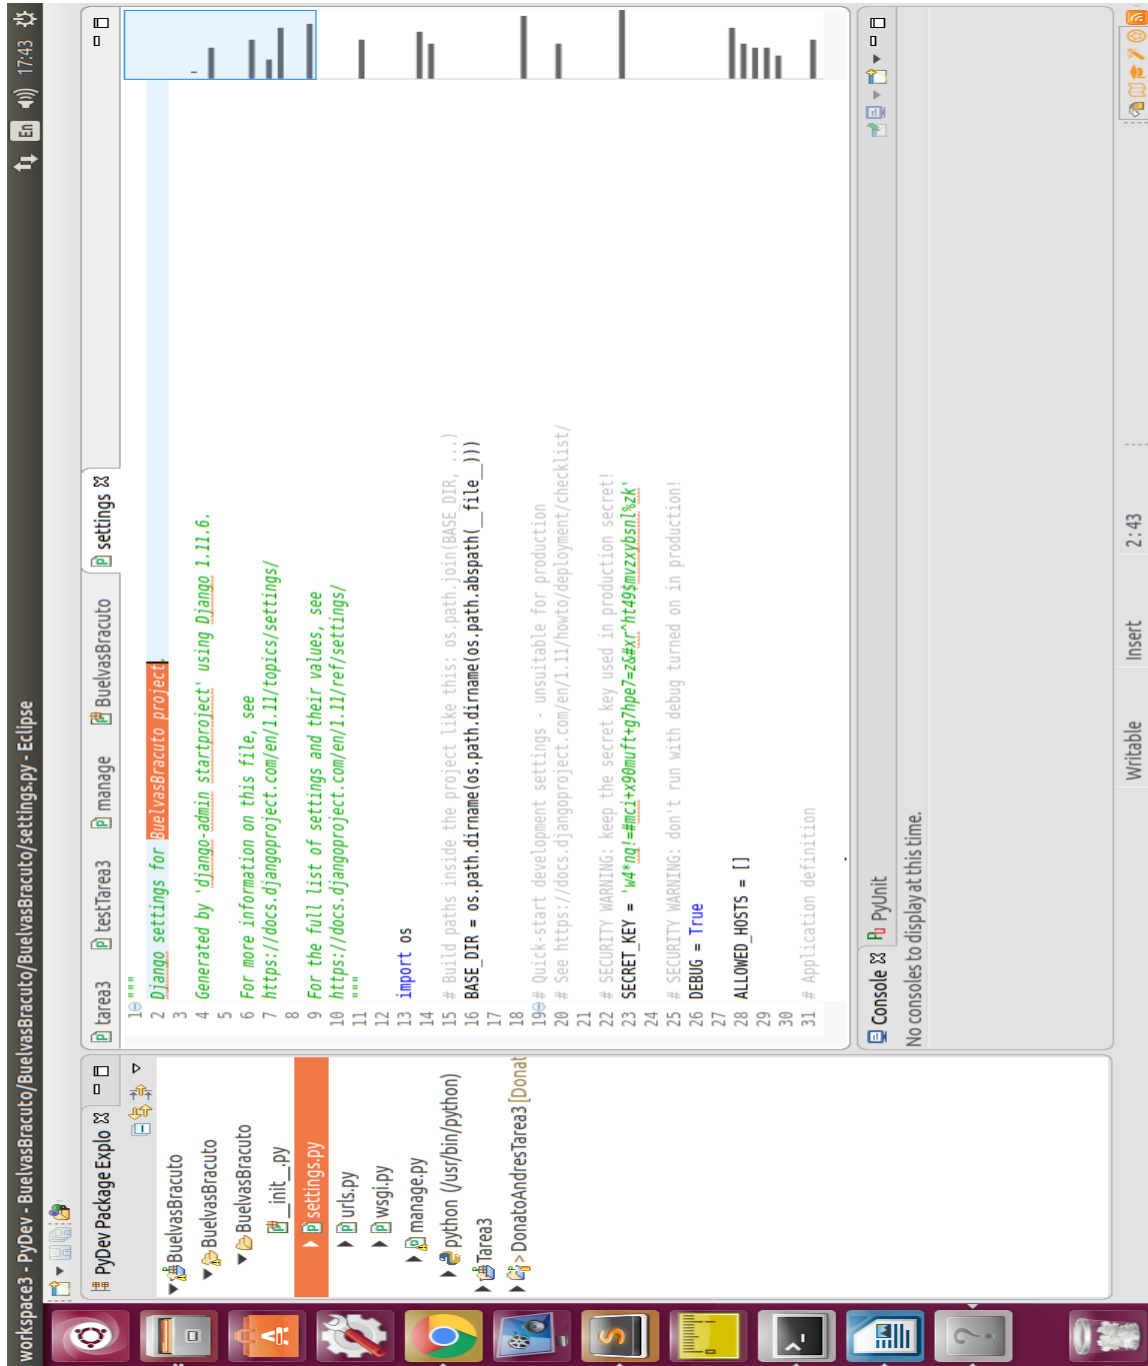 workspace3 - PyDev - BuelvasBracuto/BuelvasBracuto/BuelvasBracuto/settings.py - Eclipse
En
17:43
PyDev Package Explo
BuelvasBracuto
BuelvasBracuto
BuelvasBracuto
__init__.py
settings.py
urls.py
wsgi.py
manage.py
python (/usr/bin/python)
Tarea3
> DonatoAndresTarea3 [Donat
tarea3
testTarea3
manage
BuelvasBracuto
settings
1 """
2 Django settings for BuelvasBracuto project.
3
4 Generated by 'django-admin startproject' using Django 1.11.6.
5
6 For more information on this file, see
7 https://docs.djangoproject.com/en/1.11/topics/settings/
8
9 For the full list of settings and their values, see
10 https://docs.djangoproject.com/en/1.11/ref/settings/
11 """
12
13 import os
14
15 # Build paths inside the project like this: os.path.join(BASE_DIR, ...)
16 BASE_DIR = os.path.dirname(os.path.dirname(os.path.abspath(__file__)))
17
18
19 # Quick-start development settings - unsuitable for production
20 # See https://docs.djangoproject.com/en/1.11/howto/deployment/checklist/
21
22 # SECURITY WARNING: keep the secret key used in production secret!
23 SECRET_KEY = 'w4*nq!=#mci+x90muft+g7hpe7=z&#xr^ht49$mvzxybsnl%zk'
24
25 # SECURITY WARNING: don't run with debug turned on in production!
26 DEBUG = True
27
28 ALLOWED_HOSTS = []
29
30
31 # Application definition
Console
PyUnit
No consoles to display at this time.
Writable
Insert
2:43